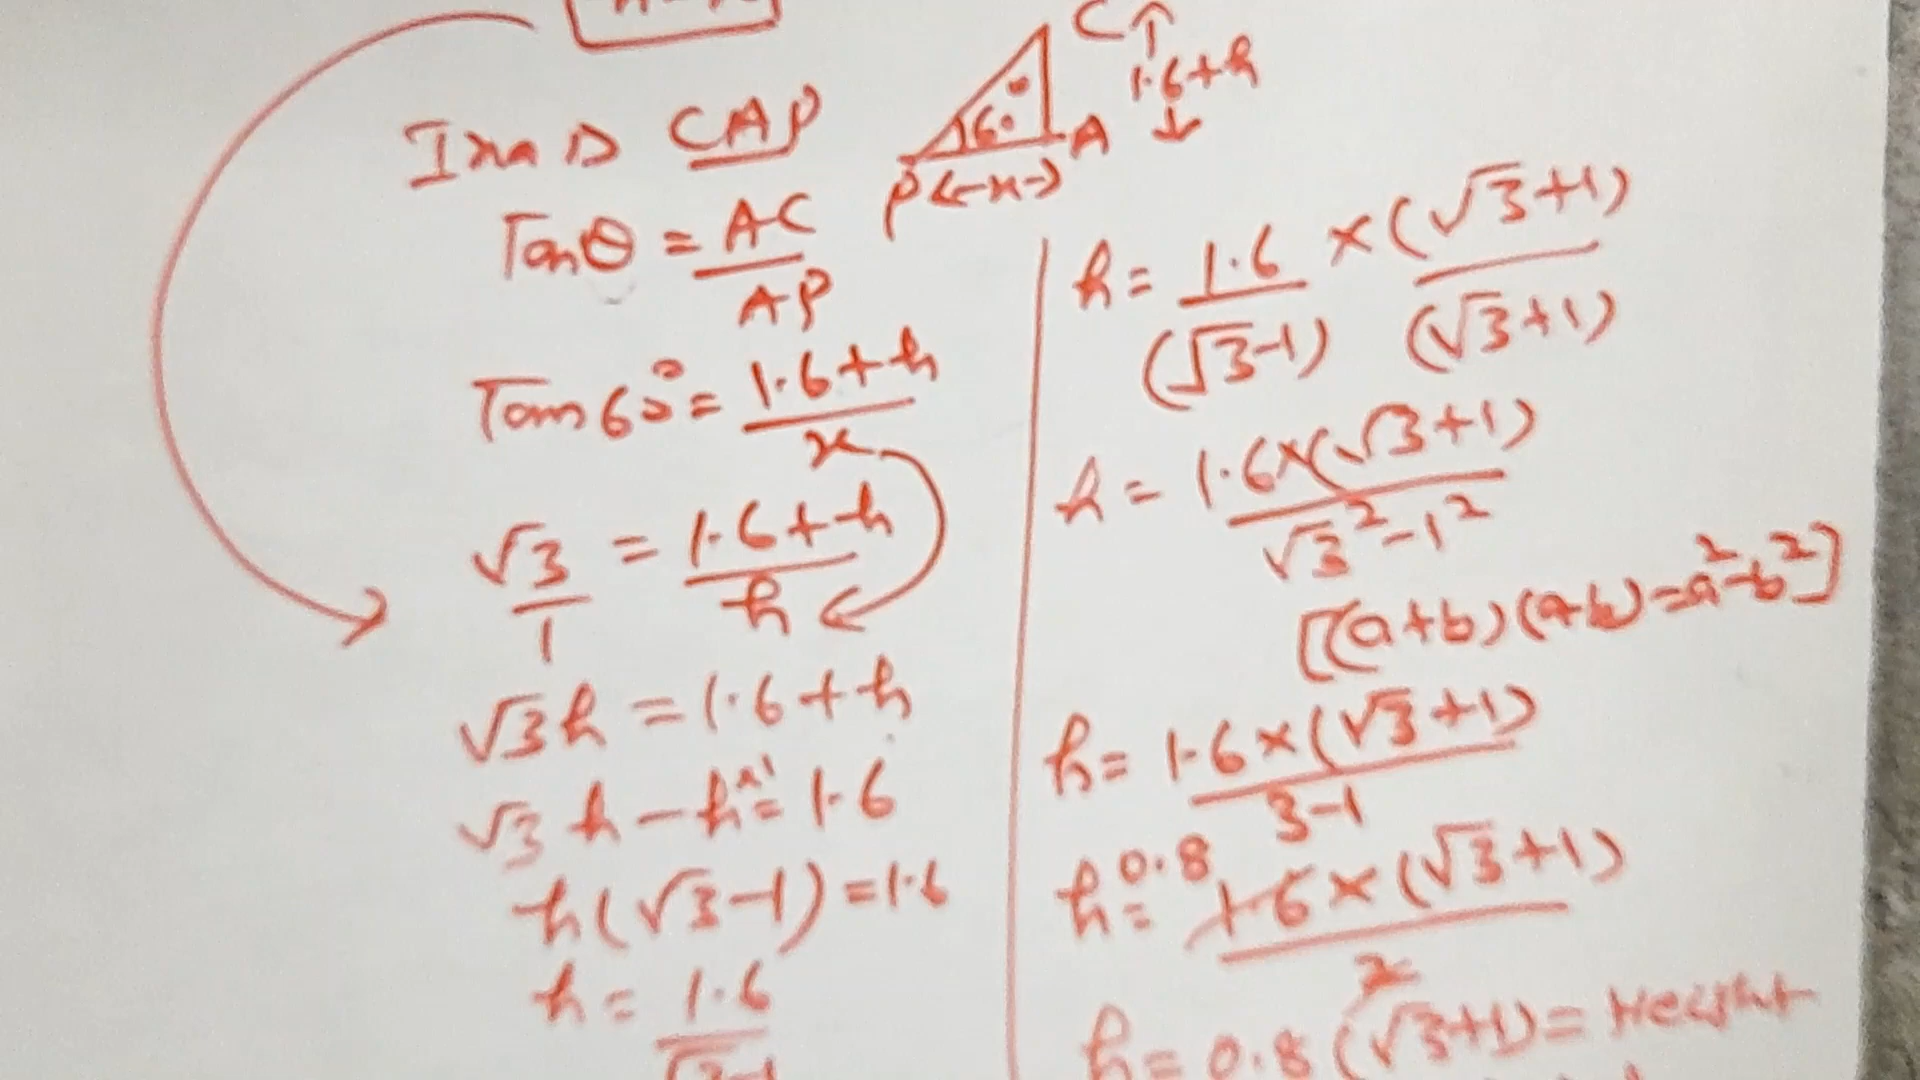 In a Δ CAP
C
↑
1.6+h
↓
60°
A
P
←x→
Tanθ = AC/AP
Tan60° = 1.6+h/x
√3/1 = 1.6+h/h
√3h = 1.6+h
√3h - h×1 = 1.6
h(√3-1) = 1.6
h = 1.6/√3-1
h = 1.6/(√3-1) × (√3+1)/(√3+1)
h = 1.6×(√3+1)/√3²-1²
[(a+b)(a-b)=a²-b²]
h = 1.6×(√3+1)/3-1
0.8
h = 1.6×(√3+1)/2
h = 0.8(√3+1) = Height